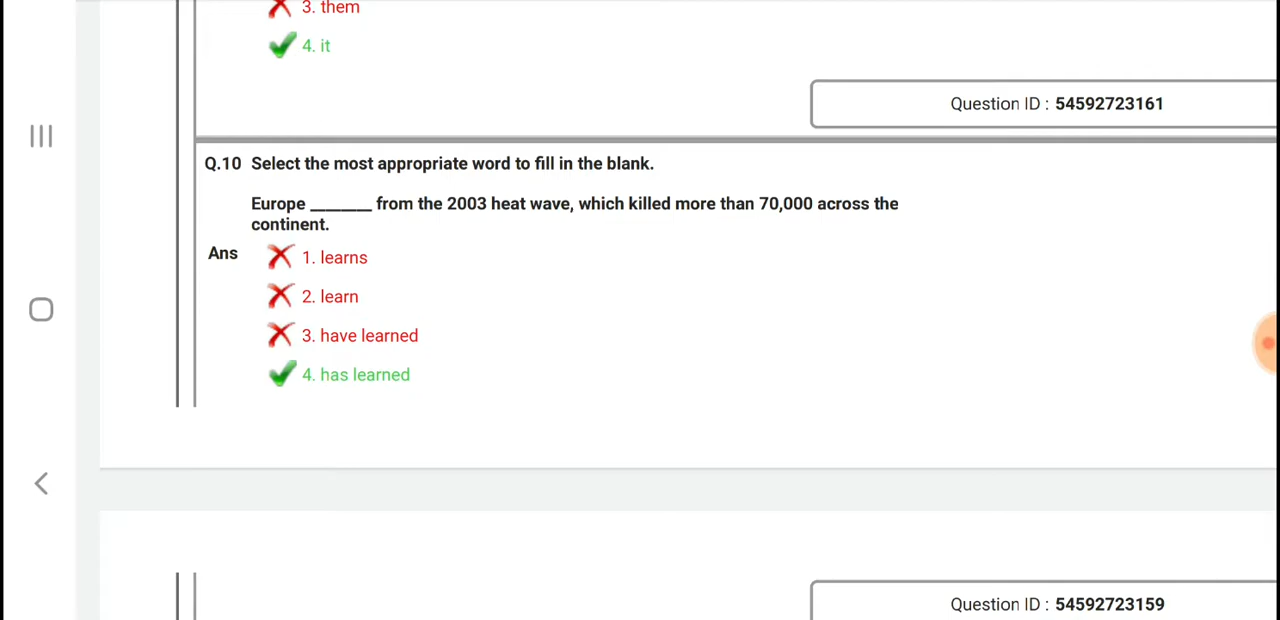 3. them
4. it
Question ID : 54592723161
Q.10 Select the most appropriate word to fill in the blank.
Europe ________ from the 2003 heat wave, which killed more than 70,000 across the
continent.
Ans
1. learns
2. learn
3. have learned
4. has learned
Question ID : 54592723159